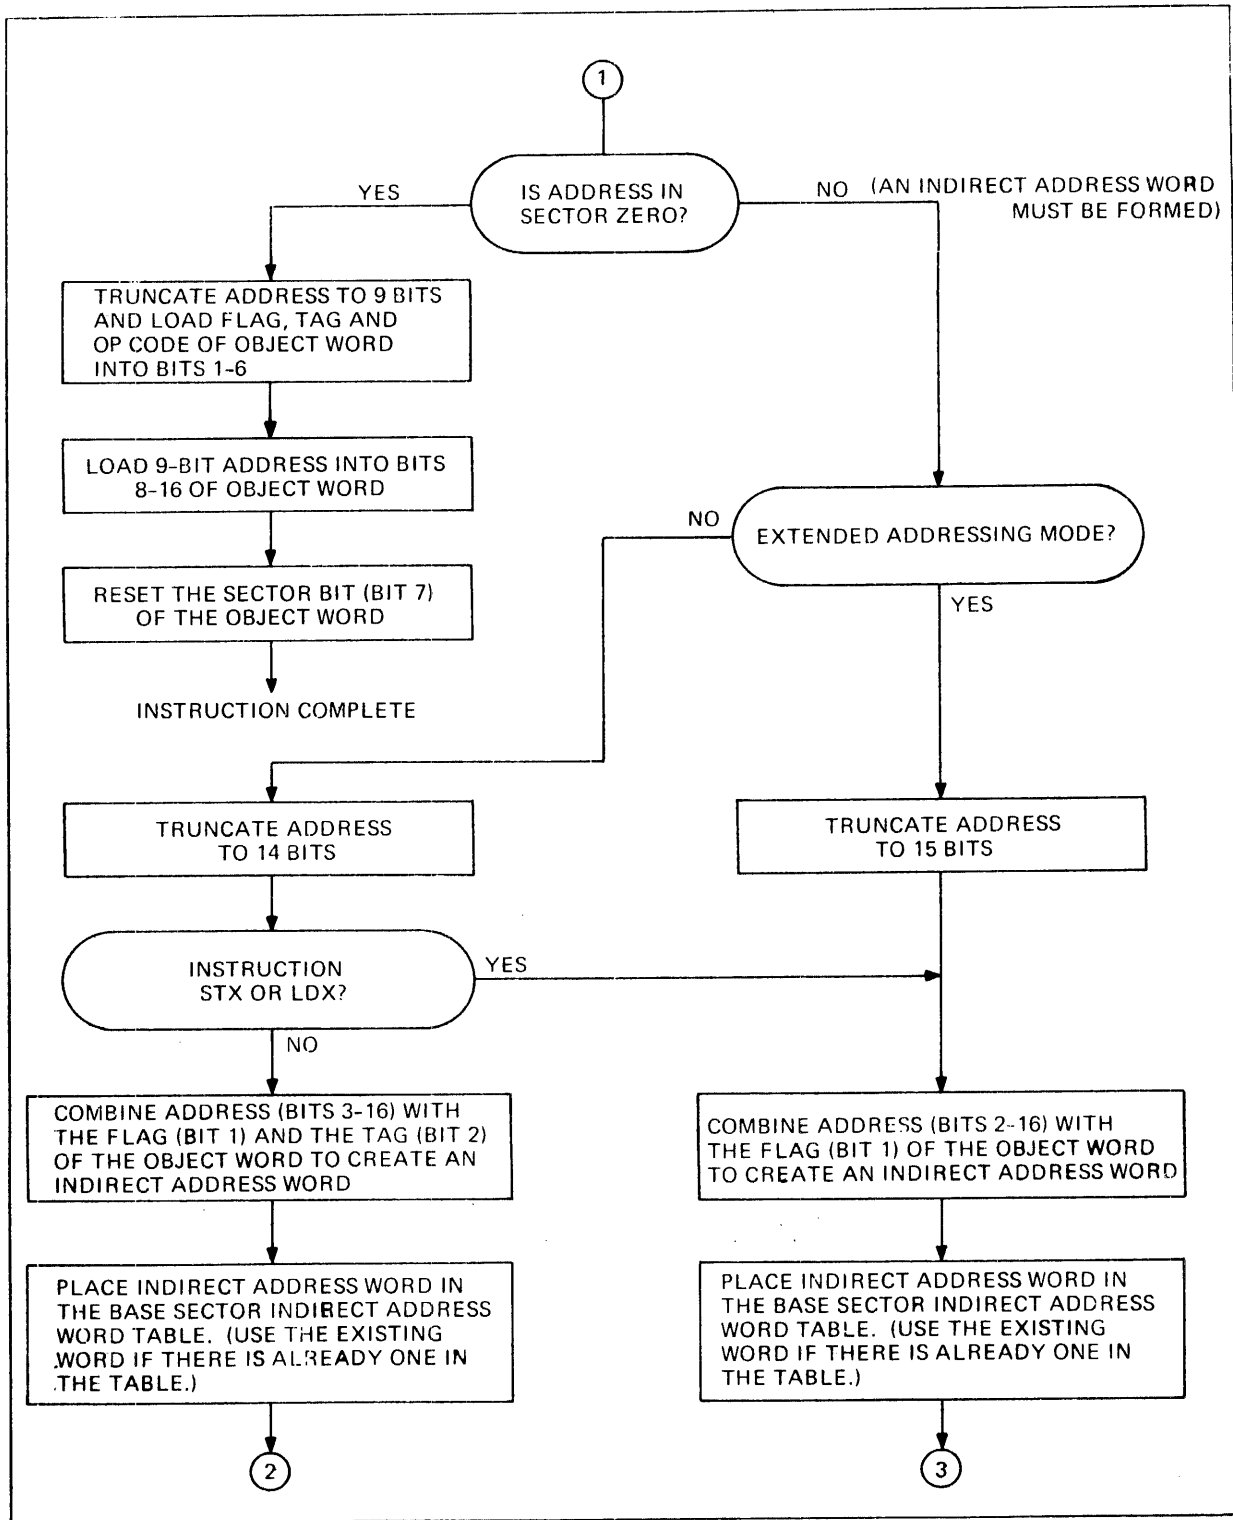 1
IS ADDRESS IN
SECTOR ZERO?
YES
NO (AN INDIRECT ADDRESS WORD
MUST BE FORMED)
TRUNCATE ADDRESS TO 9 BITS
AND LOAD FLAG, TAG AND
OP CODE OF OBJECT WORD
INTO BITS 1-6
LOAD 9-BIT ADDRESS INTO BITS
8-16 OF OBJECT WORD
RESET THE SECTOR BIT (BIT 7)
OF THE OBJECT WORD
INSTRUCTION COMPLETE
EXTENDED ADDRESSING MODE?
NO
YES
TRUNCATE ADDRESS
TO 14 BITS
TRUNCATE ADDRESS
TO 15 BITS
INSTRUCTION
STX OR LDX?
YES
NO
COMBINE ADDRESS (BITS 3-16) WITH
THE FLAG (BIT 1) AND THE TAG (BIT 2)
OF THE OBJECT WORD TO CREATE AN
INDIRECT ADDRESS WORD
COMBINE ADDRESS (BITS 2-16) WITH
THE FLAG (BIT 1) OF THE OBJECT WORD
TO CREATE AN INDIRECT ADDRESS WORD
PLACE INDIRECT ADDRESS WORD IN
THE BASE SECTOR INDIRECT ADDRESS
WORD TABLE. (USE THE EXISTING
WORD IF THERE IS ALREADY ONE IN
THE TABLE.)
PLACE INDIRECT ADDRESS WORD IN
THE BASE SECTOR INDIRECT ADDRESS
WORD TABLE. (USE THE EXISTING
WORD IF THERE IS ALREADY ONE IN
THE TABLE.)
2
3